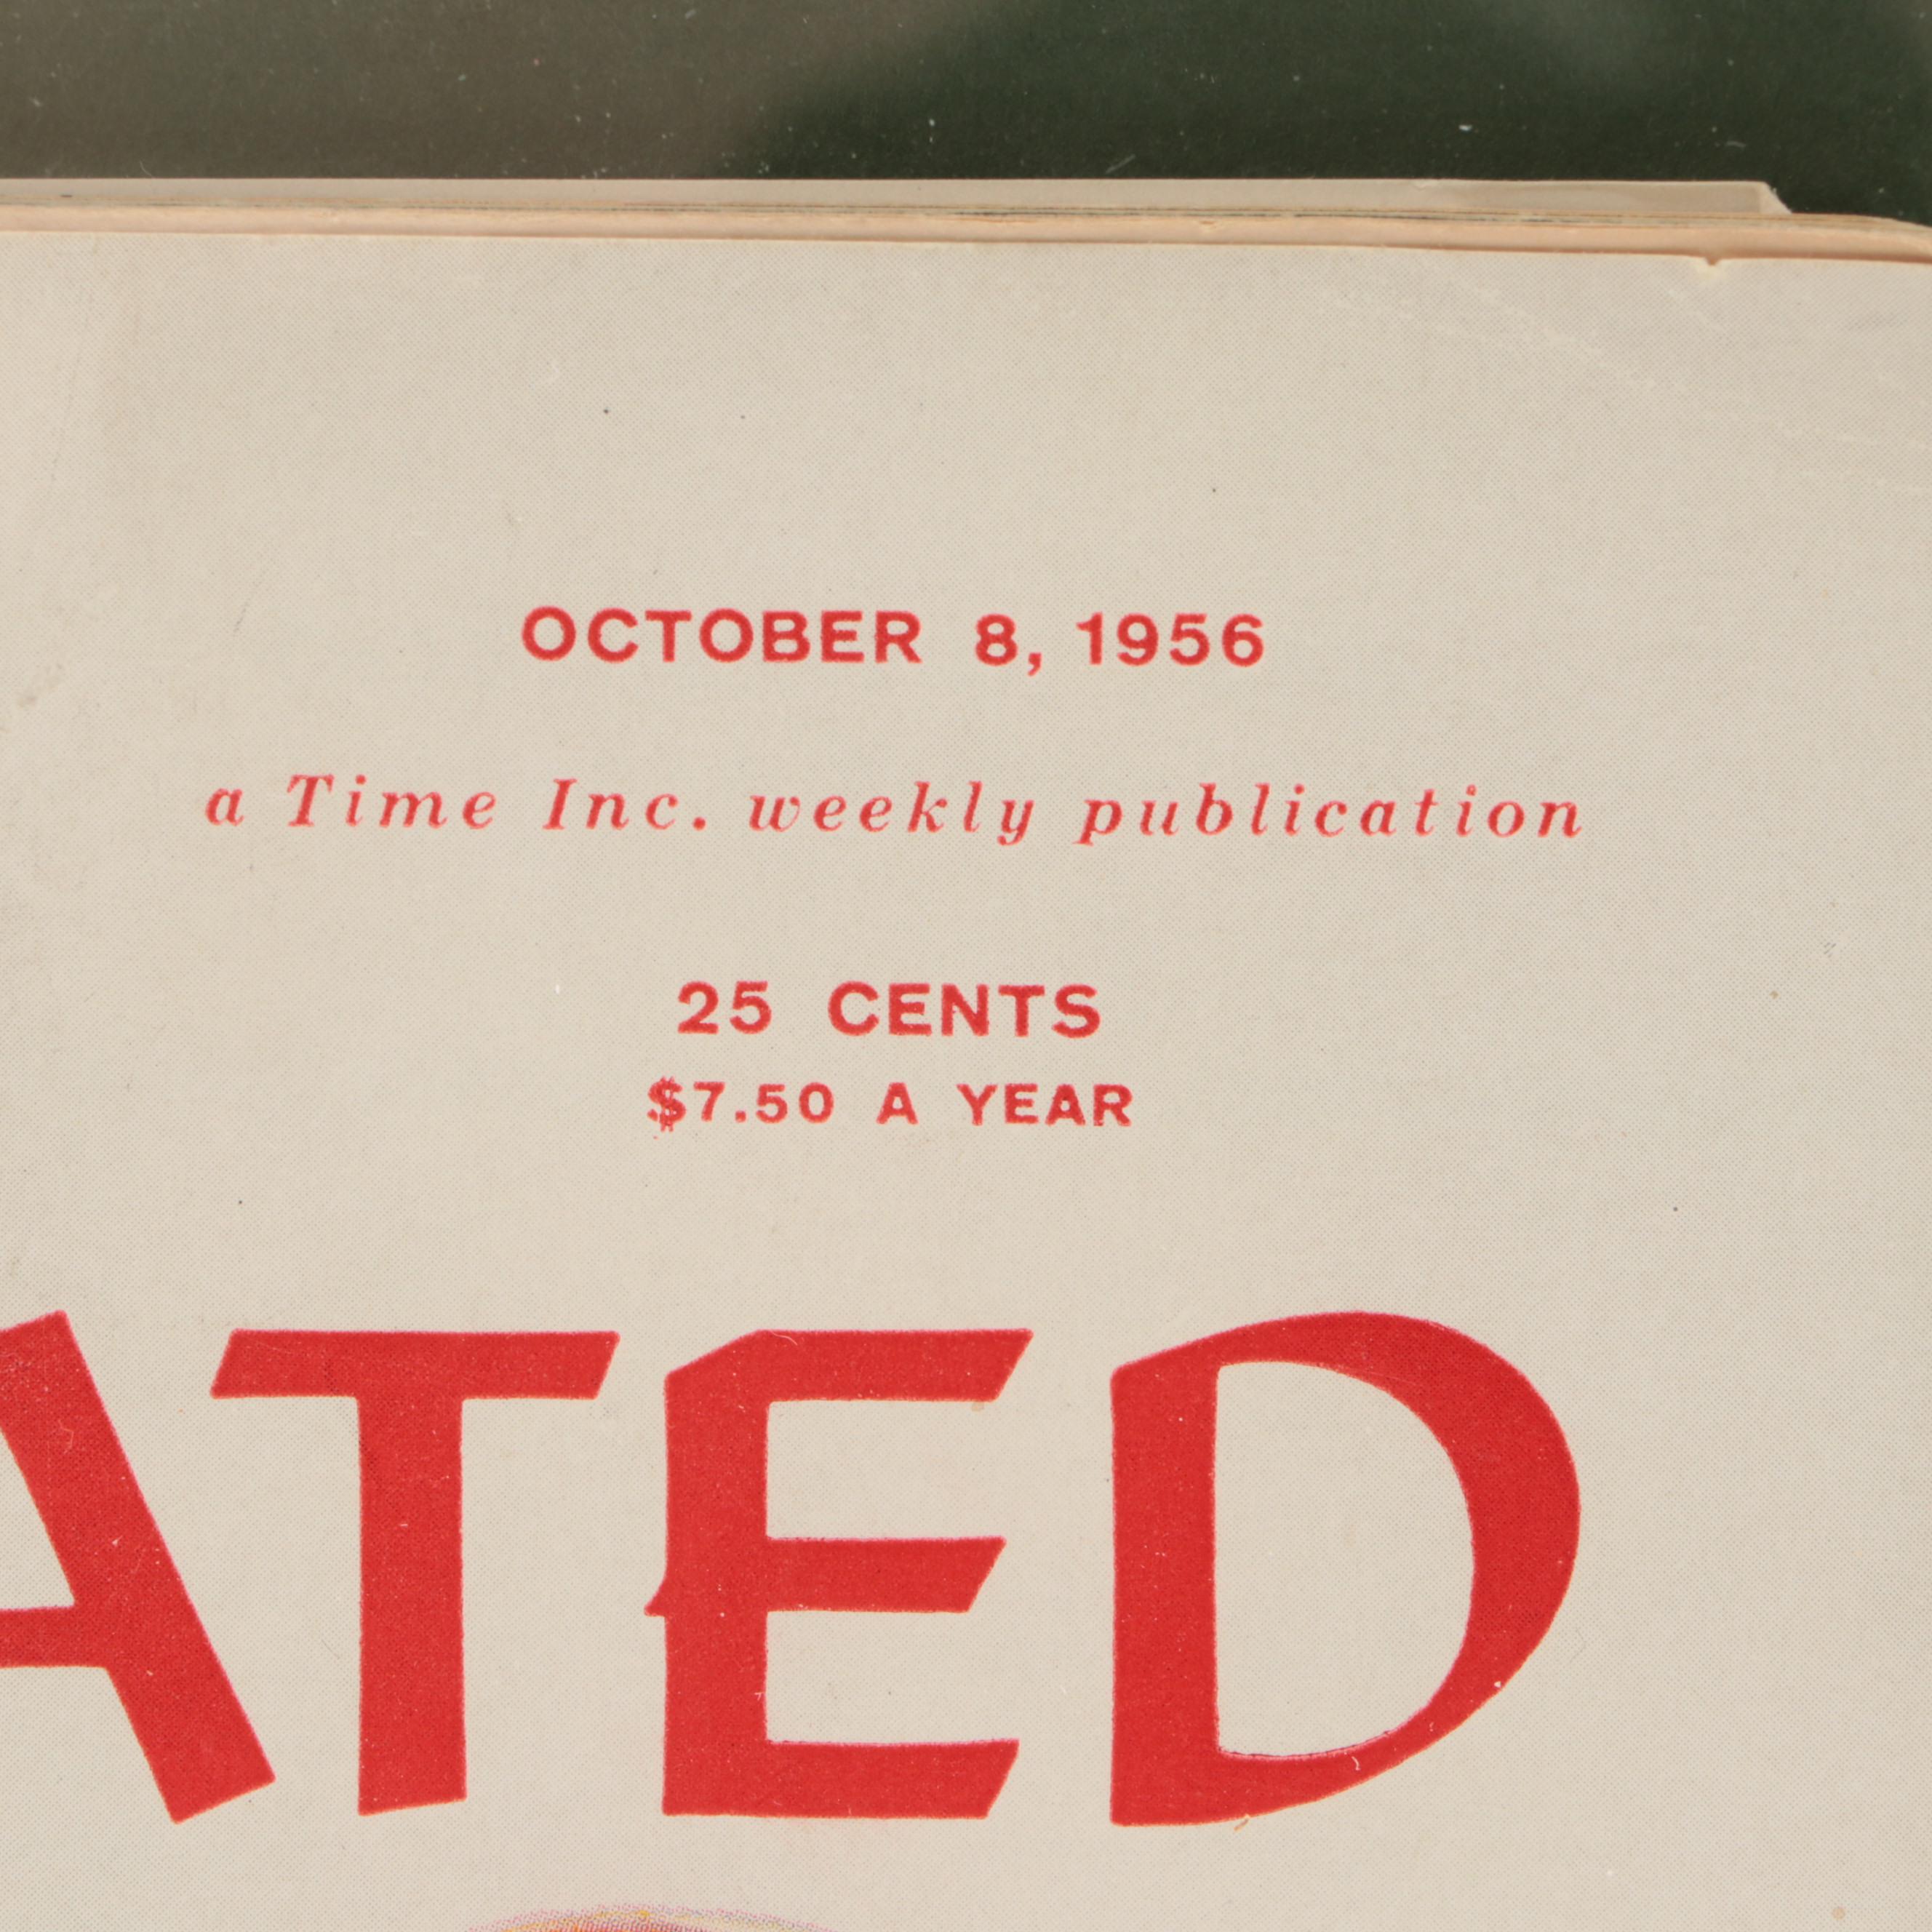 OCTOBER 8, 1956
a Time Inc. weekly publication
25 CENTS
$7.50 A YEAR
ATED